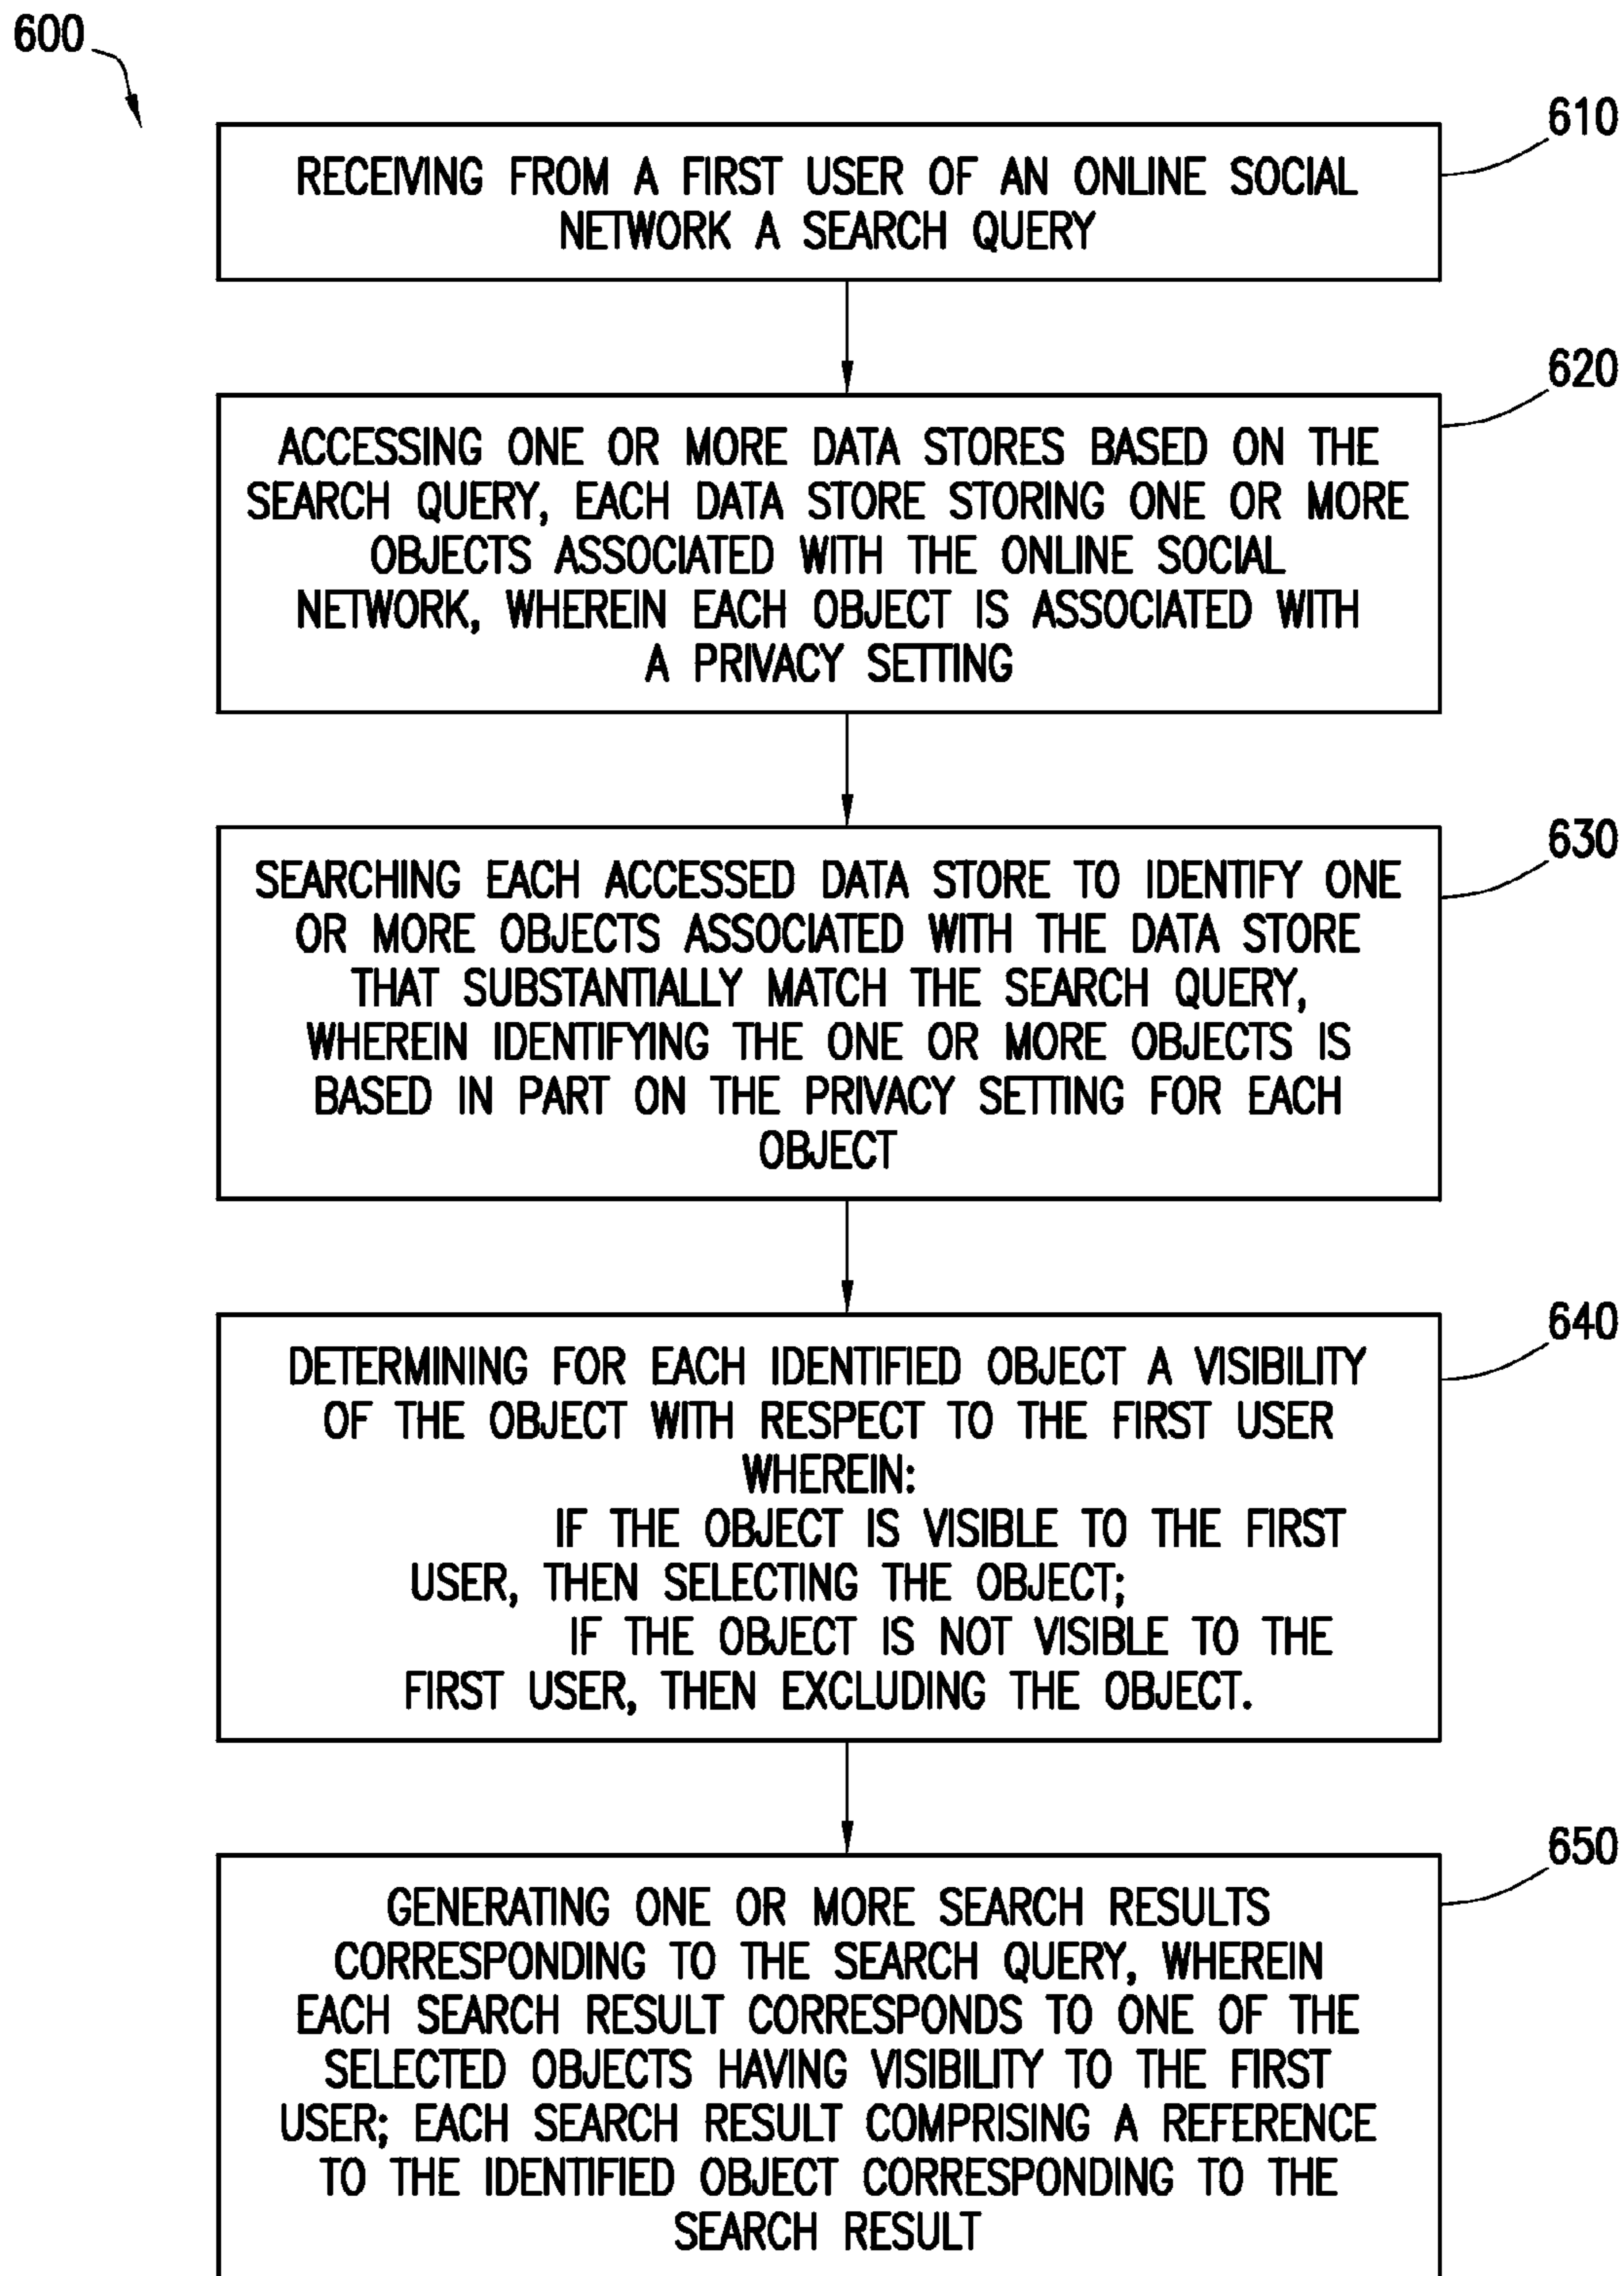 600
610
RECEIVING FROM A FIRST USER OF AN ONLINE SOCIAL
NETWORK A SEARCH QUERY
620
ACCESSING ONE OR MORE DATA STORES BASED ON THE
SEARCH QUERY, EACH DATA STORE STORING ONE OR MORE
OBJECTS ASSOCIATED WITH THE ONLINE SOCIAL
NETWORK, WHEREIN EACH OBJECT IS ASSOCIATED WITH
A PRIVACY SETTING
630
SEARCHING EACH ACCESSED DATA STORE TO IDENTIFY ONE
OR MORE OBJECTS ASSOCIATED WITH THE DATA STORE
THAT SUBSTANTIALLY MATCH THE SEARCH QUERY,
WHEREIN IDENTIFYING THE ONE OR MORE OBJECTS IS
BASED IN PART ON THE PRIVACY SETTING FOR EACH
OBJECT
640
DETERMINING FOR EACH IDENTIFIED OBJECT A VISIBILITY
OF THE OBJECT WITH RESPECT TO THE FIRST USER
WHEREIN:
IF THE OBJECT IS VISIBLE TO THE FIRST
USER, THEN SELECTING THE OBJECT;
IF THE OBJECT IS NOT VISIBLE TO THE
FIRST USER, THEN EXCLUDING THE OBJECT.
650
GENERATING ONE OR MORE SEARCH RESULTS
CORRESPONDING TO THE SEARCH QUERY, WHEREIN
EACH SEARCH RESULT CORRESPONDS TO ONE OF THE
SELECTED OBJECTS HAVING VISIBILITY TO THE FIRST
USER; EACH SEARCH RESULT COMPRISING A REFERENCE
TO THE IDENTIFIED OBJECT CORRESPONDING TO THE
SEARCH RESULT